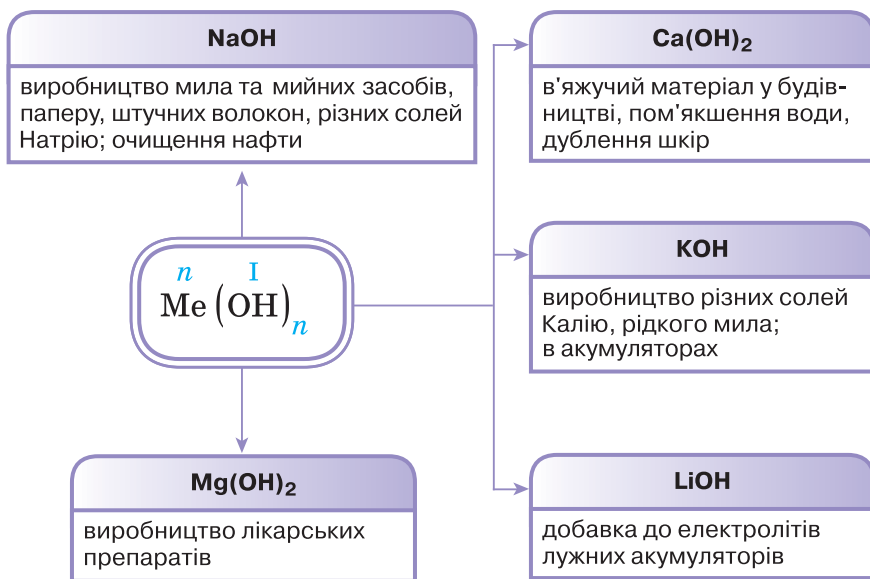 NaOH
виробництво мила та мийних засобів,
паперу, штучних волокон, різних солей
Натрію; очищення нафти
Ca(OH)₂
в'яжучий матеріал у будів-
ництві, пом'якшення води,
дублення шкір
n I
Me (OH)n
KOH
виробництво різних солей
Калію, рідкого мила;
в акумуляторах
Mg(OH)₂
виробництво лікарських
препаратів
LiOH
добавка до електролітів
лужних акумуляторів